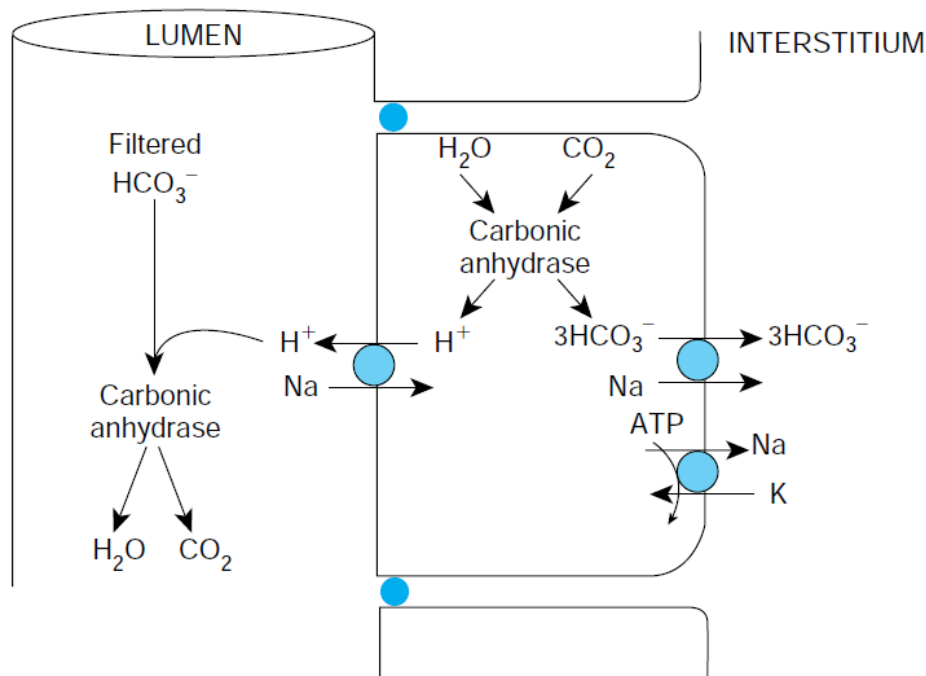 LUMEN
INTERSTITIUM
Filtered
HCO₃⁻
H₂O
CO₂
Carbonic
anhydrase
H⁺
H⁺
3HCO₃⁻
3HCO₃⁻
Na
Na
Carbonic
anhydrase
ATP
Na
K
H₂O
CO₂